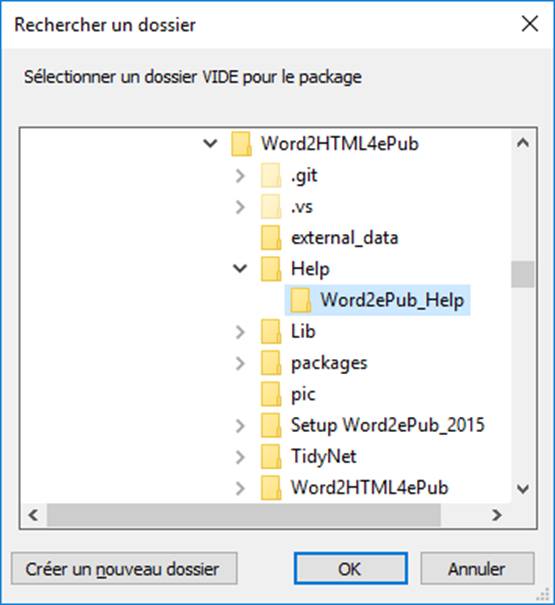 Rechercher un dossier
Sélectionner un dossier VIDE pour le package
Word2HTML4ePub
.git
.vs
external_data
Help
Word2ePub_Help
Lib
packages
pic
Setup Word2ePub_2015
TidyNet
Word2HTML4ePub
Créer un nouveau dossier OK Annuler